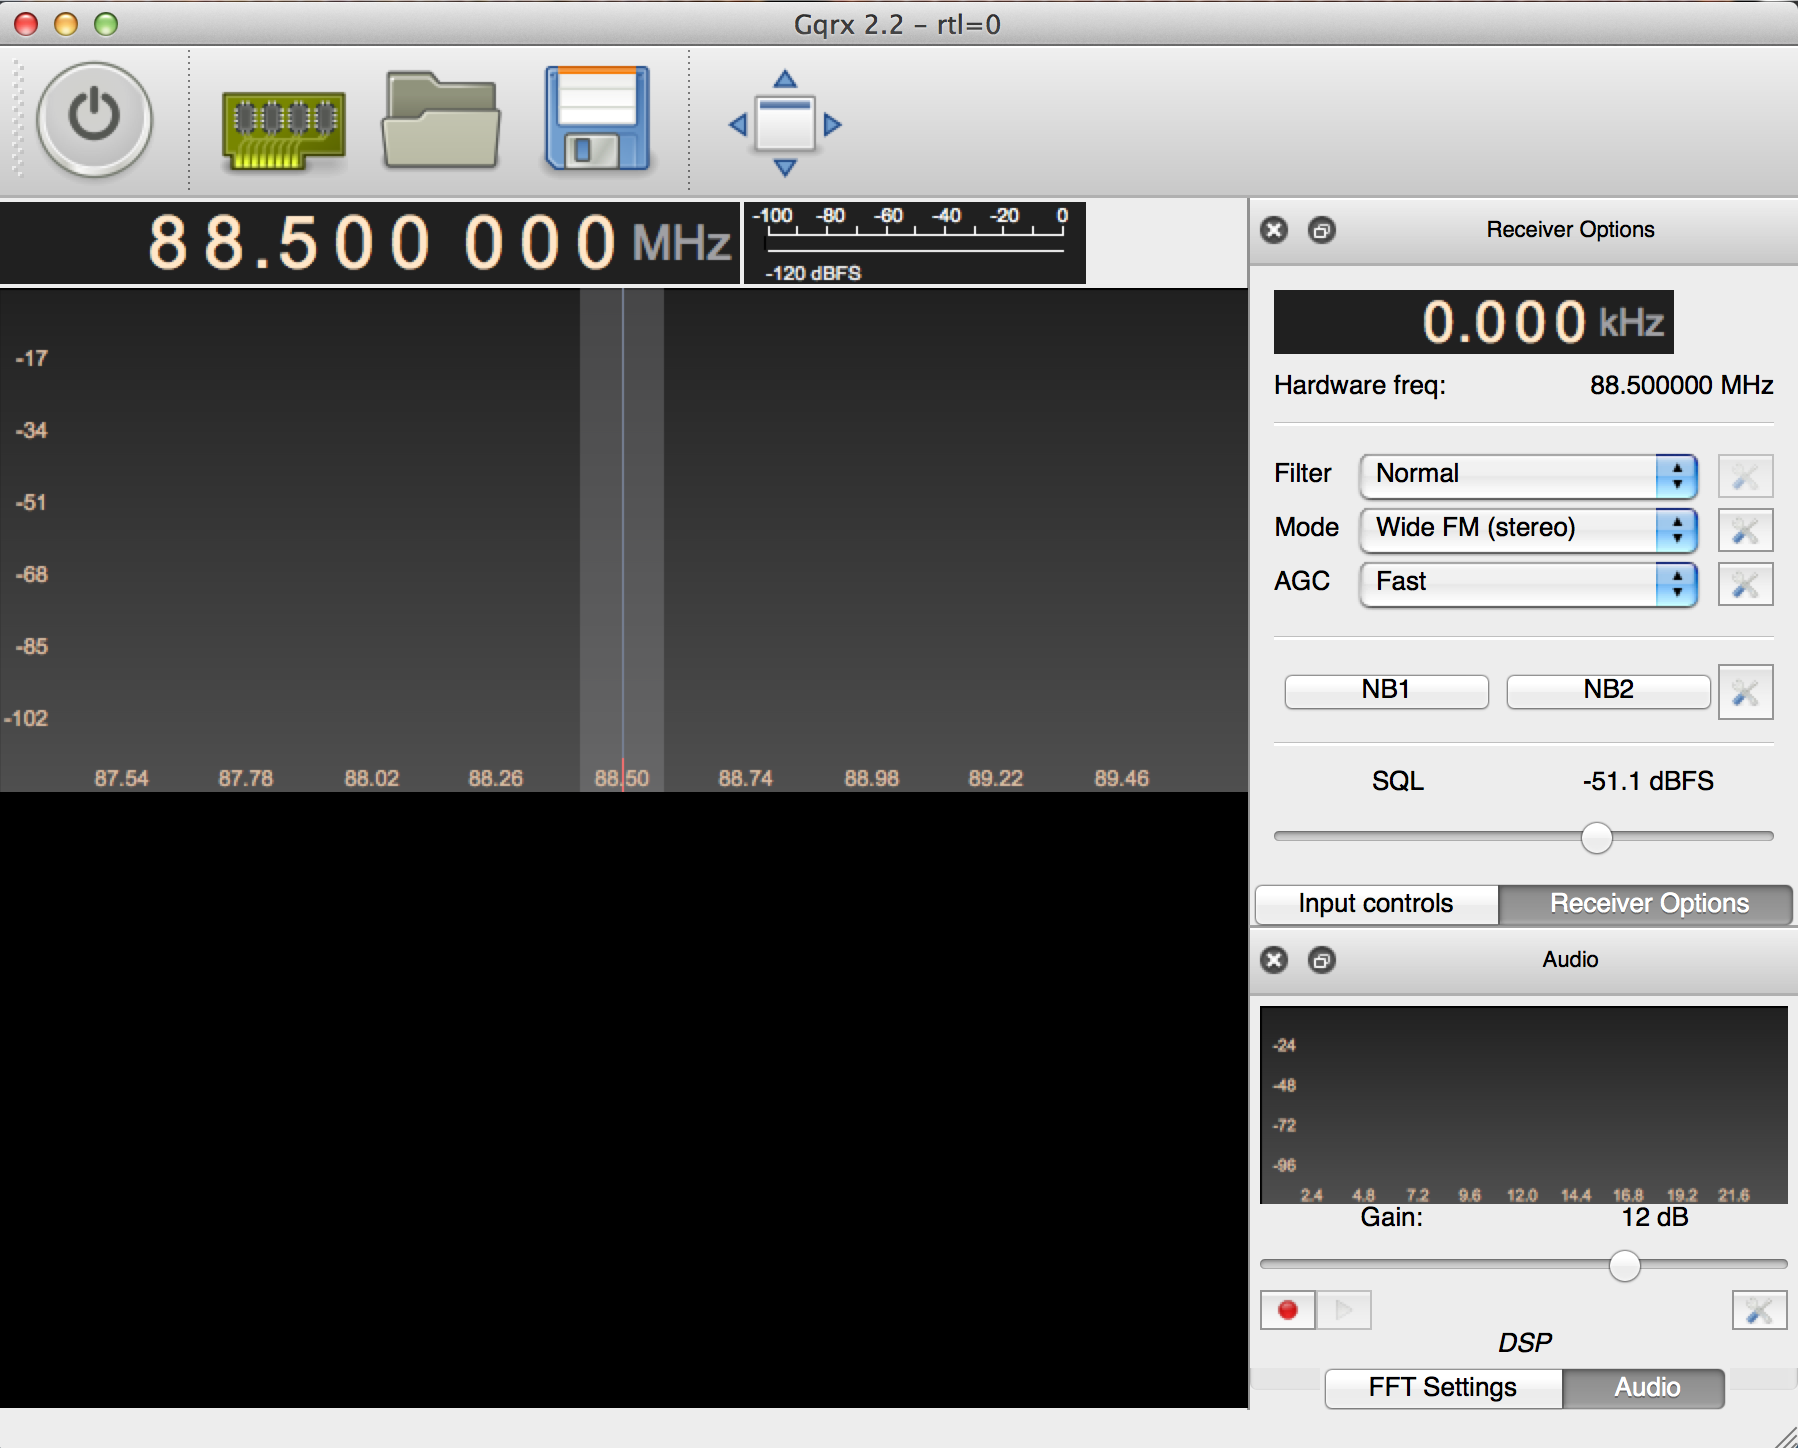 Gqrx 2.2 - rtl=0
88.500 000 MHz
-100 -80 -60 -40 -20 0
-120 dBFS
-17
-34
-51
-68
-85
-102
87.54 87.78 88.02 88.26 88.50 88.74 88.98 89.22 89.46
Receiver Options
0.000 kHz
Hardware freq: 88.500000 MHz
Filter Normal
Mode Wide FM (stereo)
AGC Fast
NB1 NB2
SQL -51.1 dBFS
Input controls Receiver Options
Audio
-24
-48
-72
-96
2.4 4.8 7.2 9.6 12.0 14.4 16.8 19.2 21.6
Gain: 12 dB
DSP
FFT Settings Audio